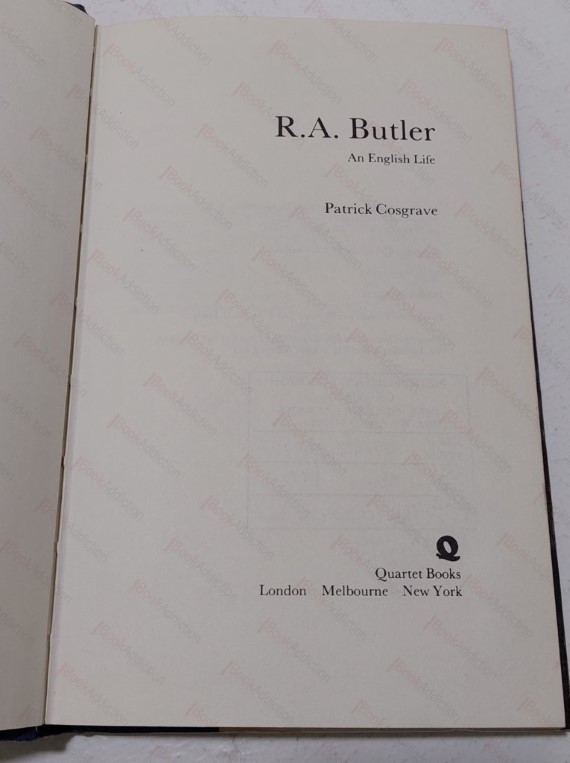 R.A. Butler
An English Life
Patrick Cosgrave
Q
Quartet Books
London Melbourne New York